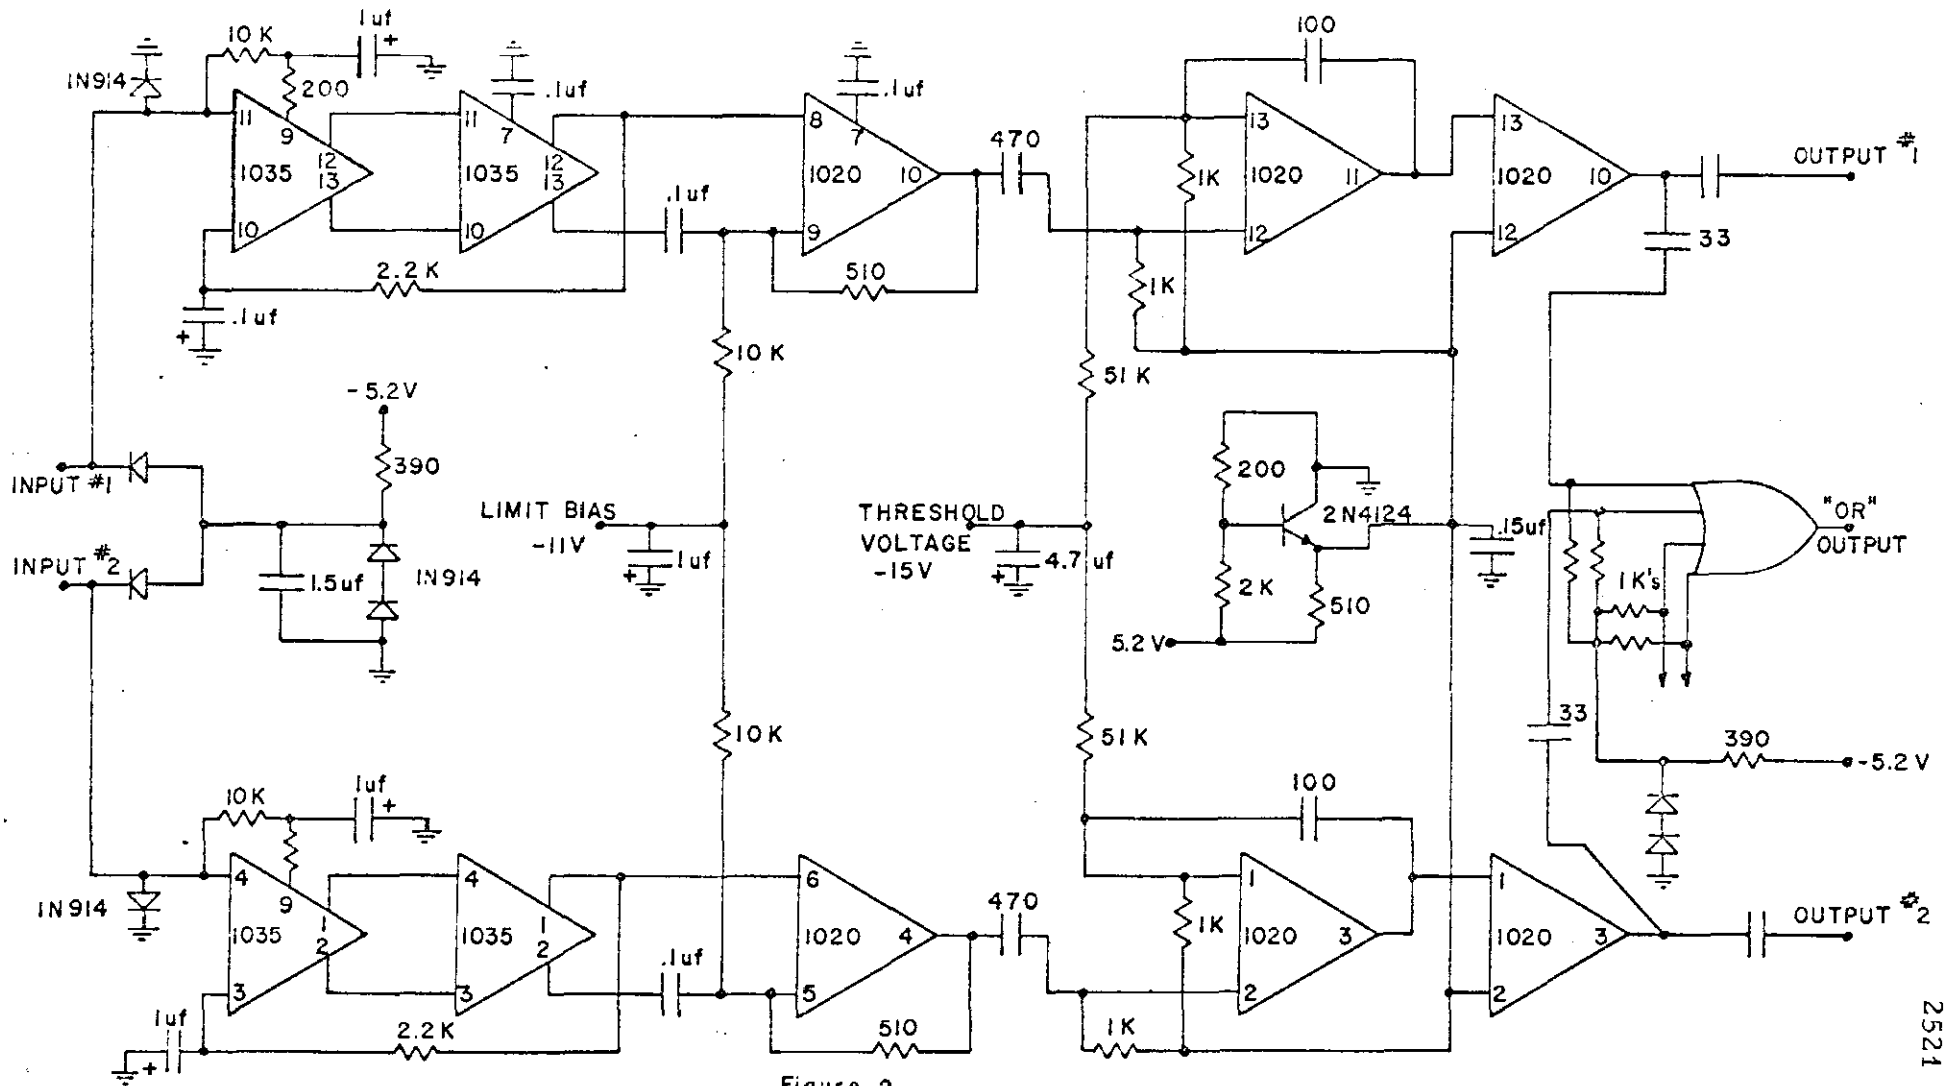 1uf
10 K
+
1N914
200
.1uf
.1uf
100
11
9
12
13
1035
10
11
7
12
13
1035
10
8
7
1020
10
9
470
13
1K
1020
11
12
13
1020
10
12
OUTPUT #1
33
.1uf
2.2 K
510
1K
+
.1uf
10 K
51 K
-5.2V
390
INPUT #1
LIMIT BIAS
-11V
THRESHOLD
VOLTAGE
-15V
200
2N4124
.15uf
"OR"
OUTPUT
INPUT #2
1.5uf
1N914
+
1uf
+
4.7 uf
2K
510
1K's
5.2 V
10 K
51 K
33
390
-5.2 V
10K
1uf
+
100
4
9
1
2
1035
3
4
1
2
1035
3
6
1020
4
5
470
1
1K
1020
3
2
1
1020
3
2
OUTPUT #2
1N914
.1uf
1uf
+
2.2 K
510
1K
Figure 2
2521